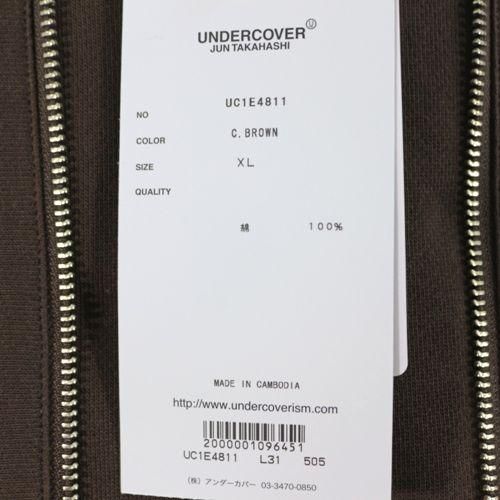 UNDERCOVER U
JUN TAKAHASHI
NO UC1E4811
COLOR C.BROWN
SIZE XL
QUALITY
綿 100%
MADE IN CAMBODIA
http://www.undercoverism.com/
2000001096451
UC1E4811 L31 505
(株) アンダーカバー 03-3470-0850